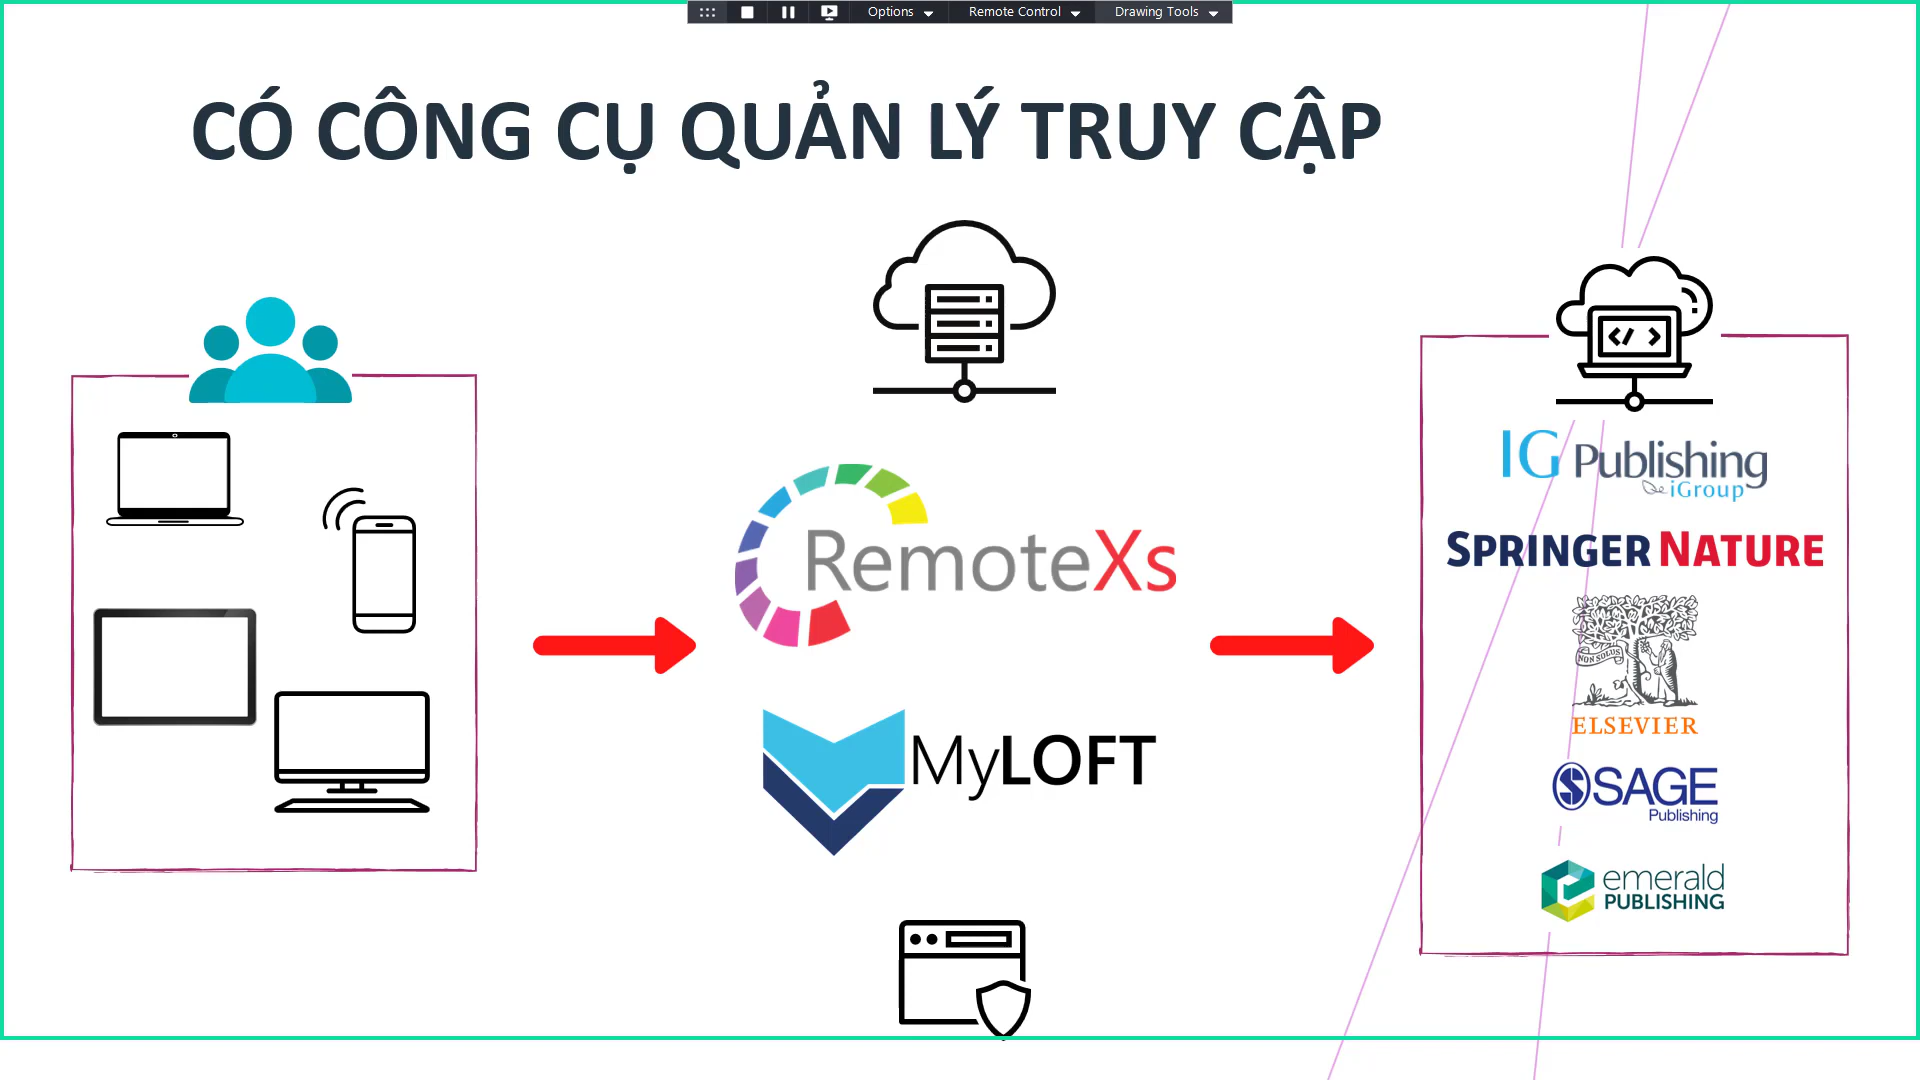 Options
Remote Control
Drawing Tools
CÓ CÔNG CỤ QUẢN LÝ TRUY CẬP
RemoteXs
MyLOFT
</>
IG Publishing
iGroup
SPRINGER NATURE
NON SOLUS
ELSEVIER
SAGE
Publishing
emerald
PUBLISHING